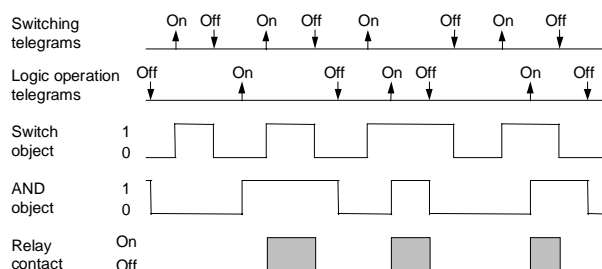 Switching On Off On Off On Off On Off
telegrams
Logic operation Off On Off On Off On Off
telegrams
Switch 1
object 0
AND 1
object 0
Relay On
contact Off